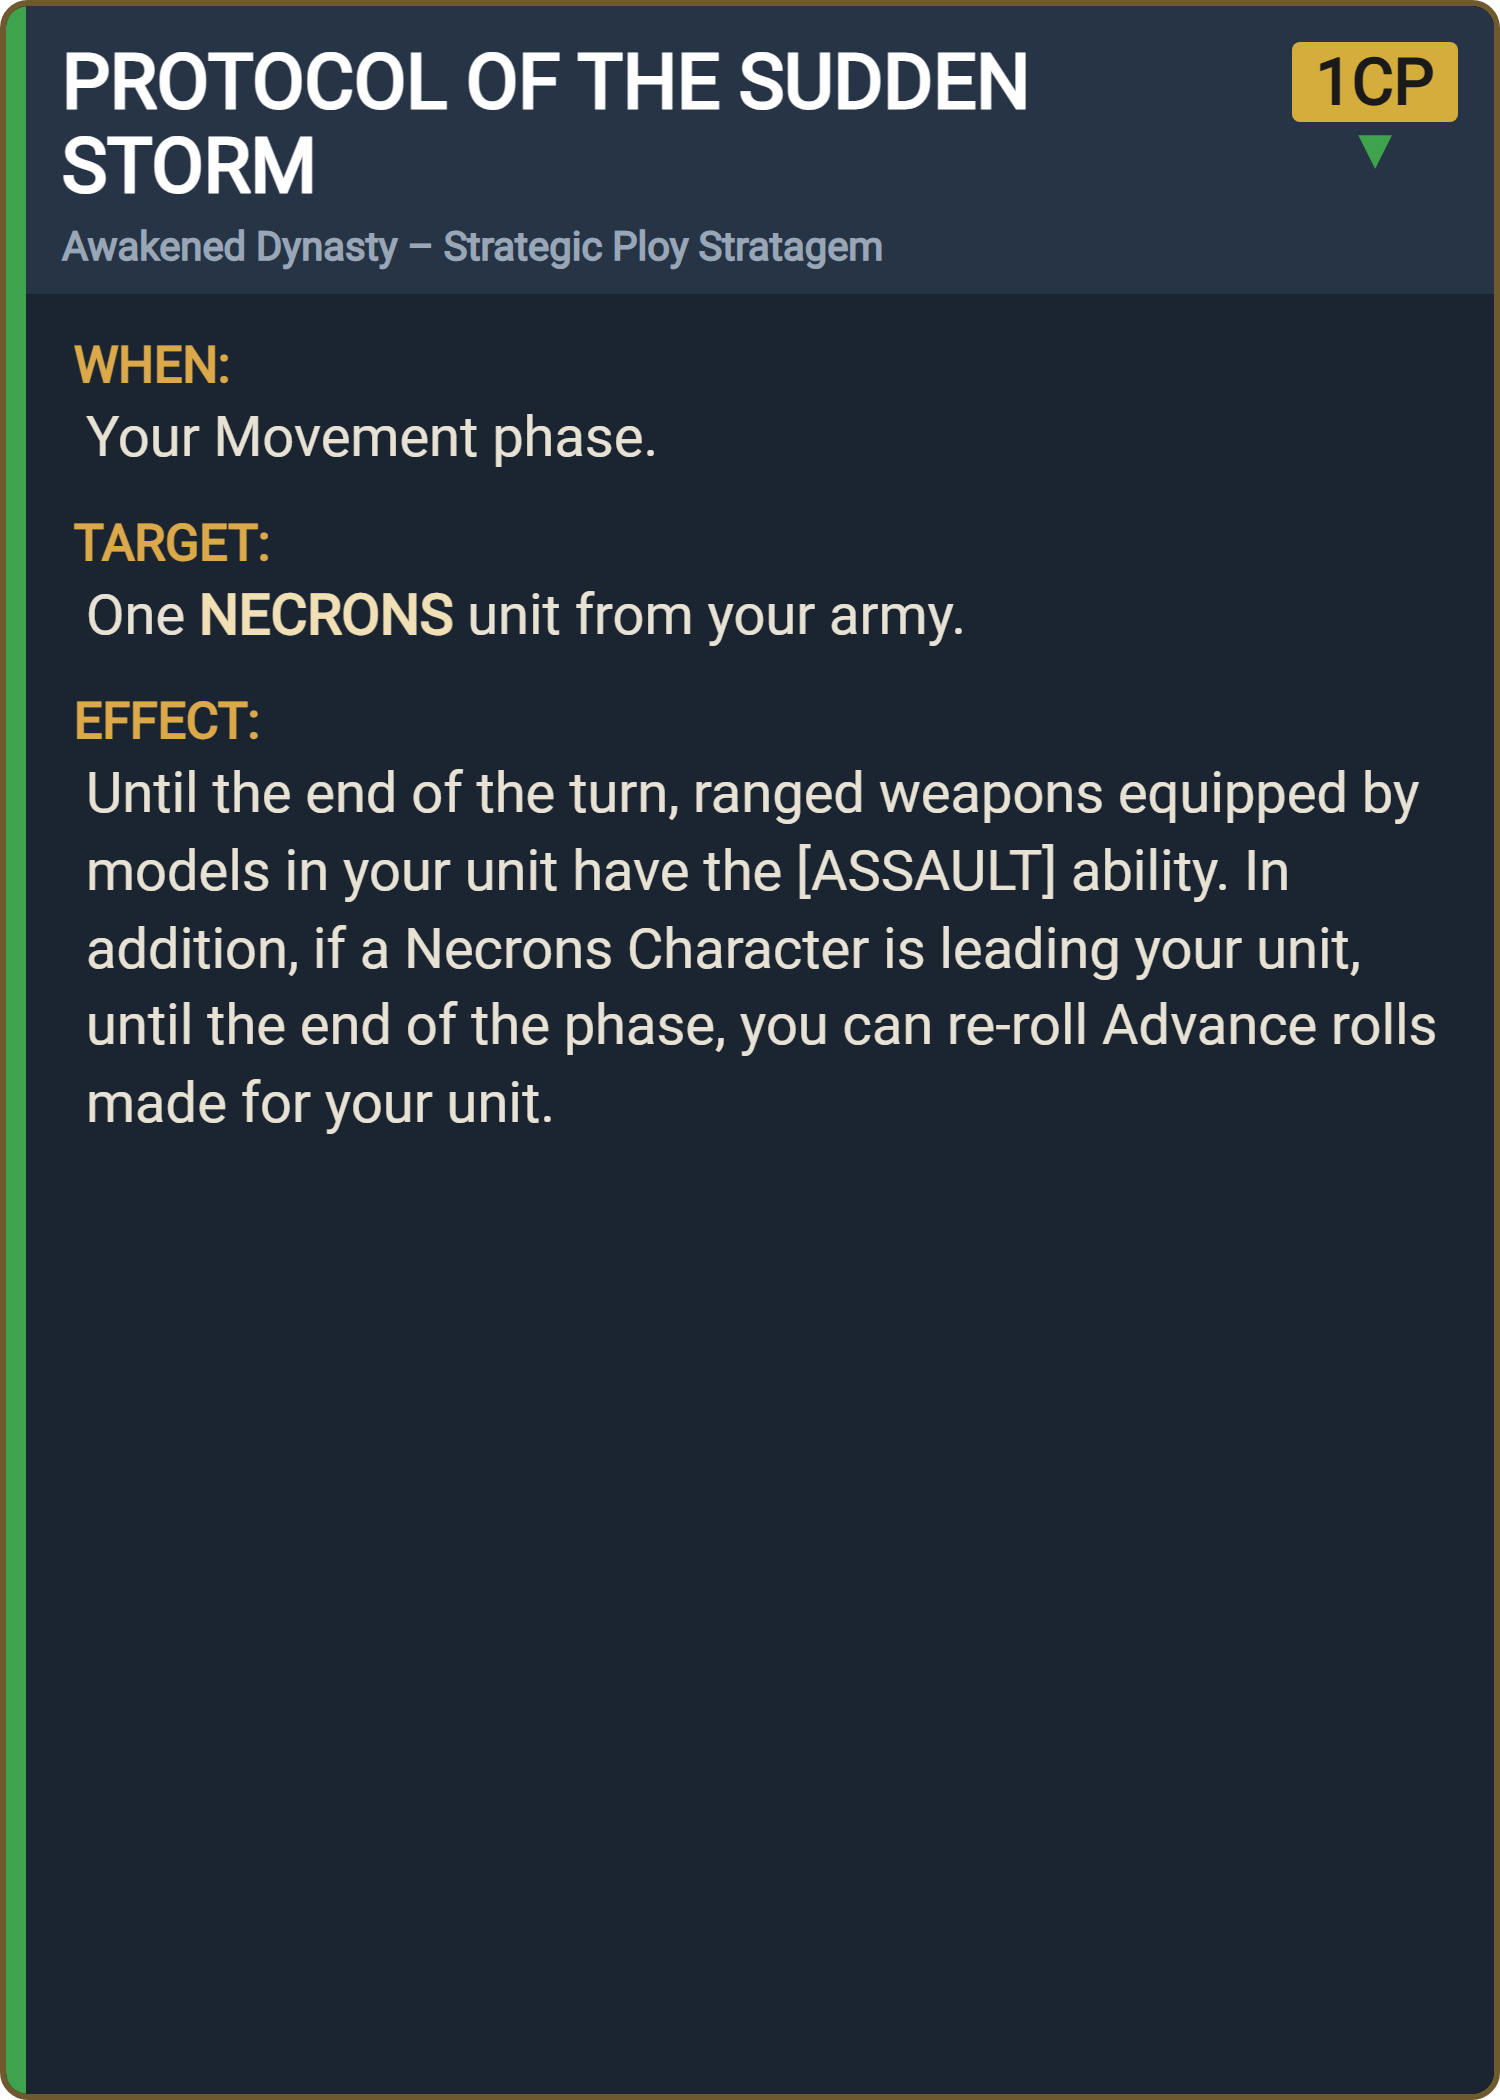 PROTOCOL OF THE SUDDEN
STORM
1CP
Awakened Dynasty – Strategic Ploy Stratagem
WHEN:
Your Movement phase.
TARGET:
One NECRONS unit from your army.
EFFECT:
Until the end of the turn, ranged weapons equipped by
models in your unit have the [ASSAULT] ability. In
addition, if a Necrons Character is leading your unit,
until the end of the phase, you can re-roll Advance rolls
made for your unit.